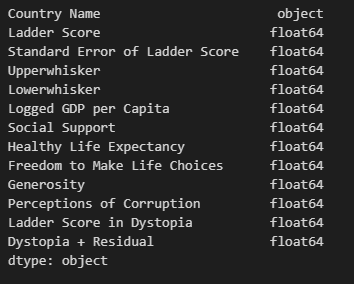 Country Name object
Ladder Score float64
Standard Error of Ladder Score float64
Upperwhisker float64
Lowerwhisker float64
Logged GDP per Capita float64
Social Support float64
Healthy Life Expectancy float64
Freedom to Make Life Choices float64
Generosity float64
Perceptions of Corruption float64
Ladder Score in Dystopia float64
Dystopia + Residual float64
dtype: object